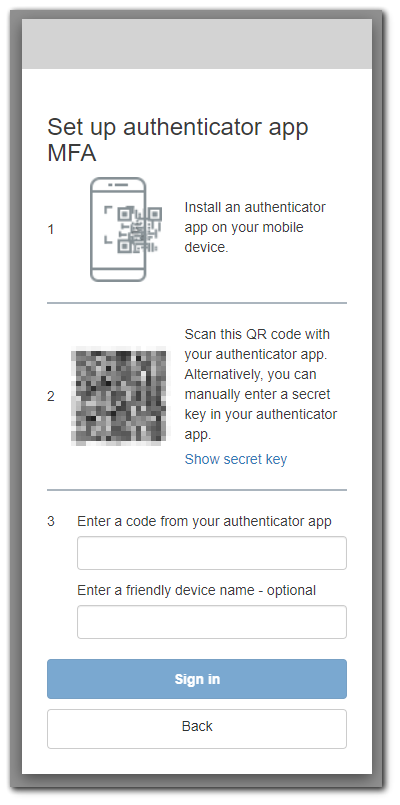 Set up authenticator app
MFA
1
Install an authenticator
app on your mobile
device.
2
Scan this QR code with
your authenticator app.
Alternatively, you can
manually enter a secret
key in your authenticator
app.
Show secret key
3
Enter a code from your authenticator app
Enter a friendly device name - optional
Sign in
Back